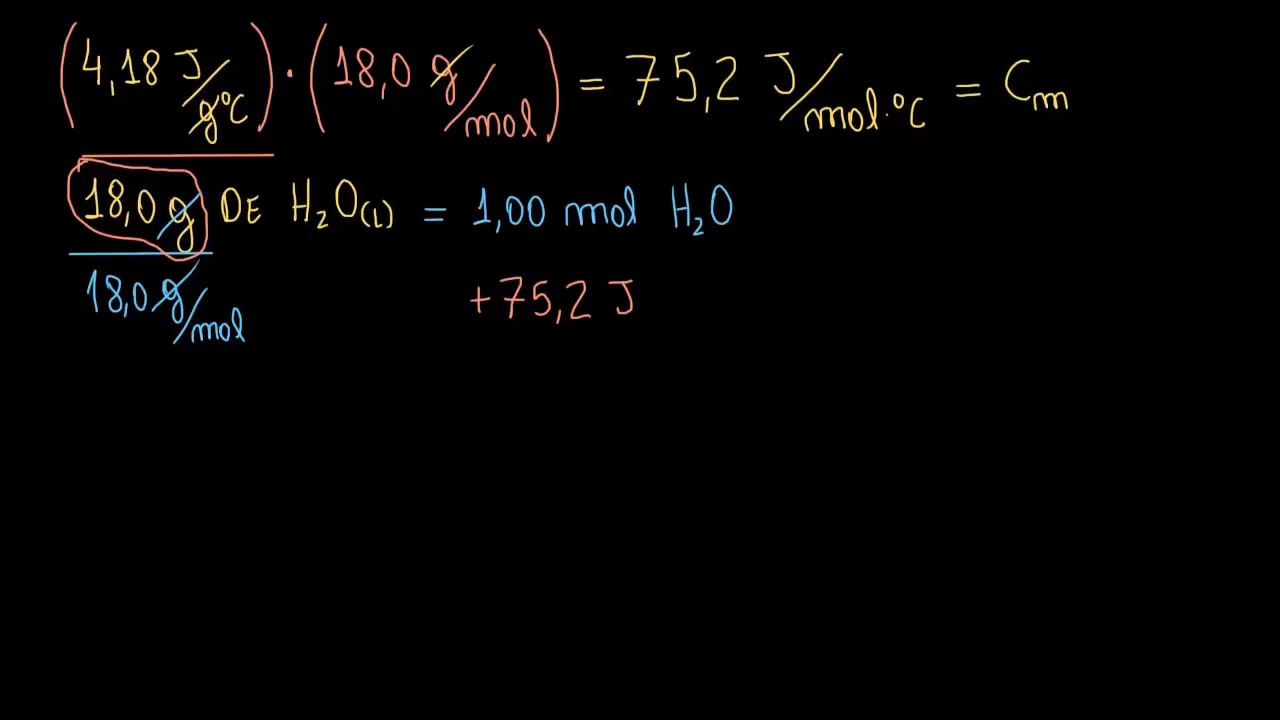 (4,18 J/g°C) · (18,0 g/mol) = 75,2 J/mol·°C = Cm
18,0 g DE H₂O(l) = 1,00 mol H₂O
18,0 g/mol +75,2 J